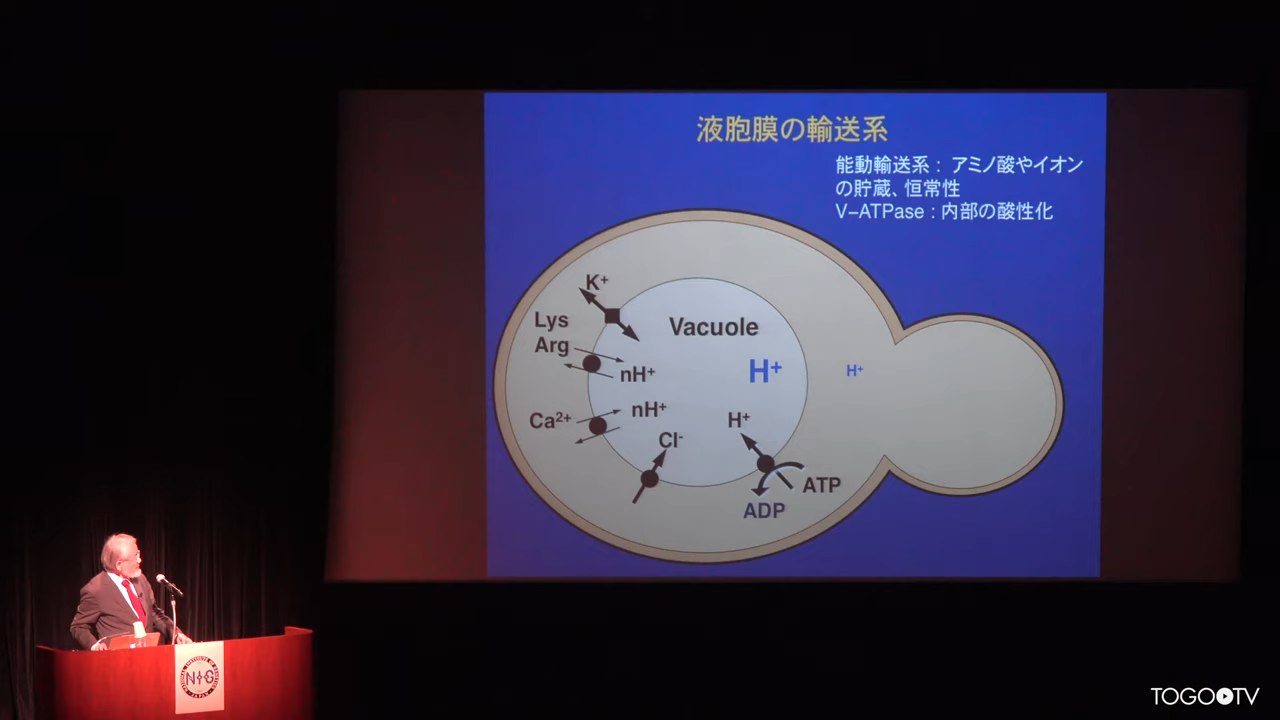 液胞膜の輸送系
能動輸送系： アミノ酸やイオン
の貯蔵、恒常性
V–ATPase：内部の酸性化
K+
Lys
Arg
nH+
Vacuole
H+
H+
Ca2+
nH+
Cl-
H+
ATP
ADP
NIG
TOGO TV